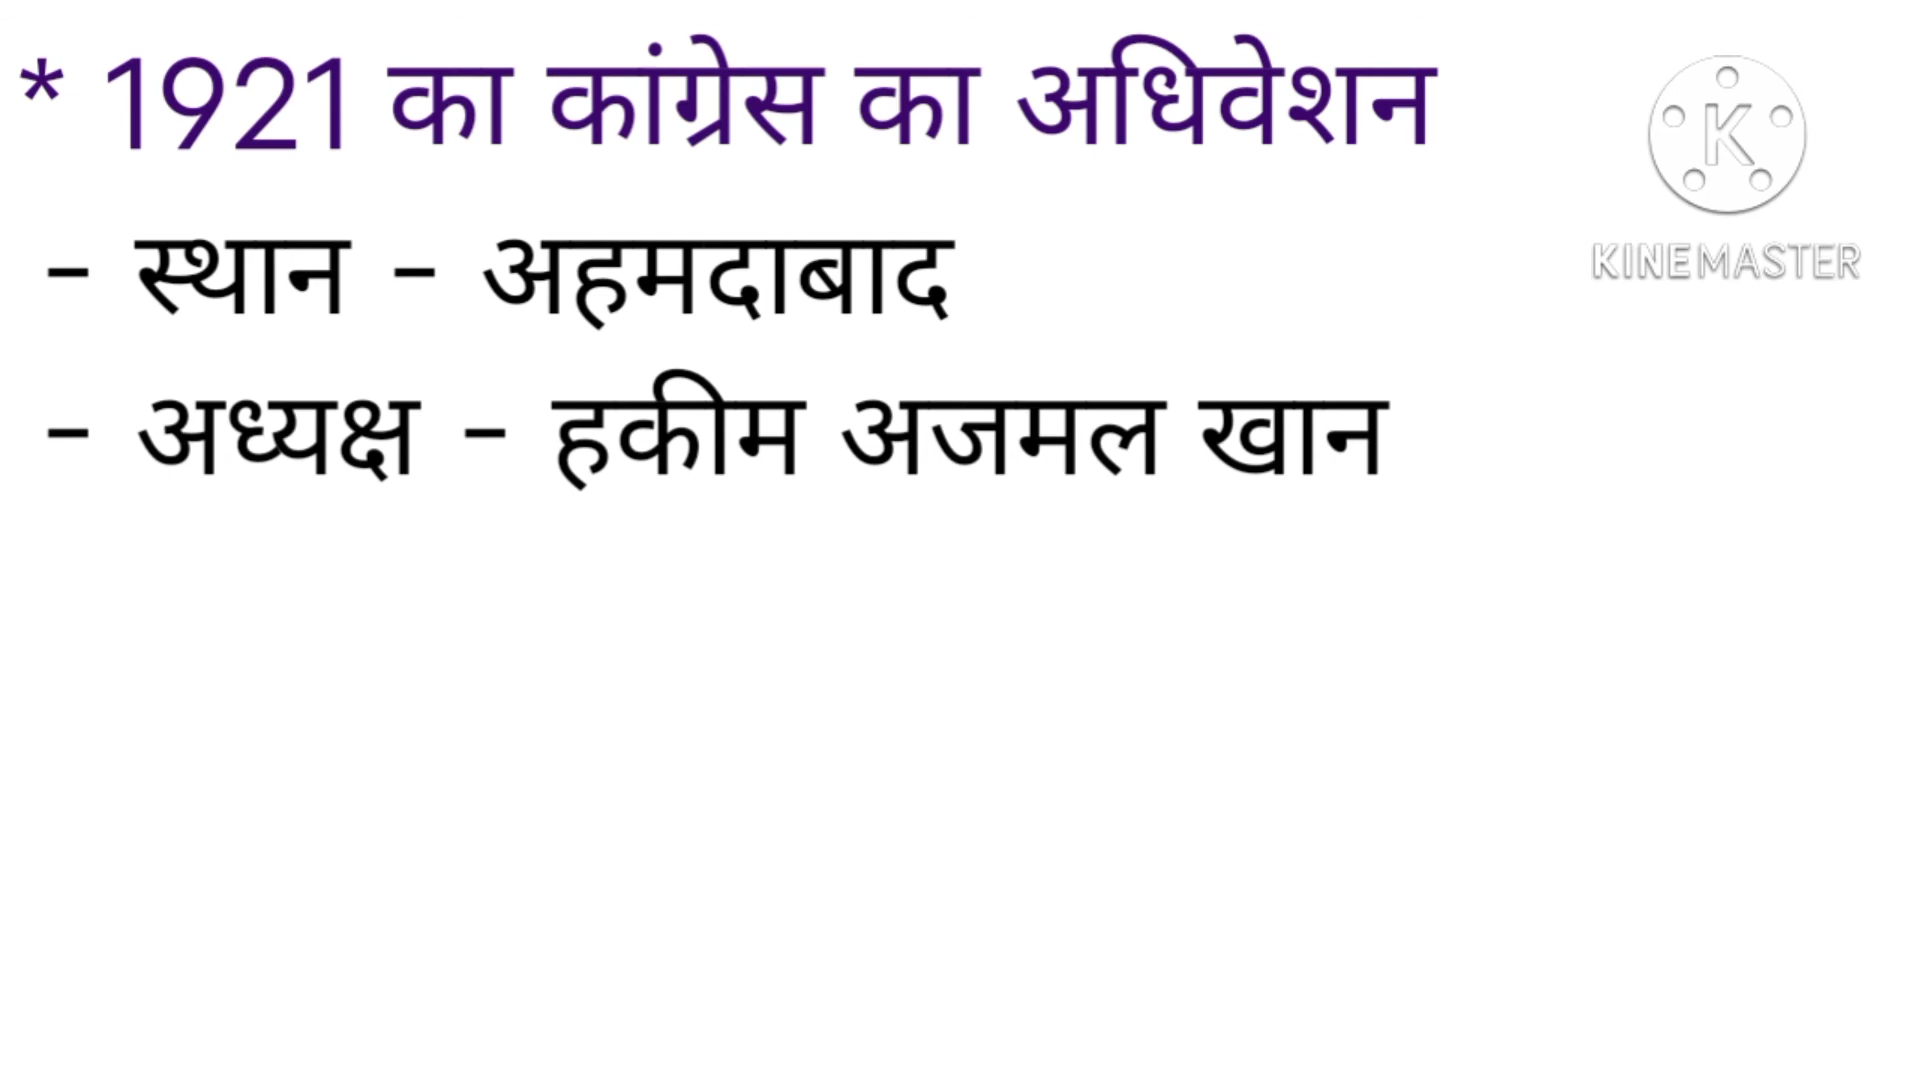 * 1921 का कांग्रेस का अधिवेशन
- स्थान - अहमदाबाद
- अध्यक्ष - हकीम अजमल खान
K
KINEMASTER